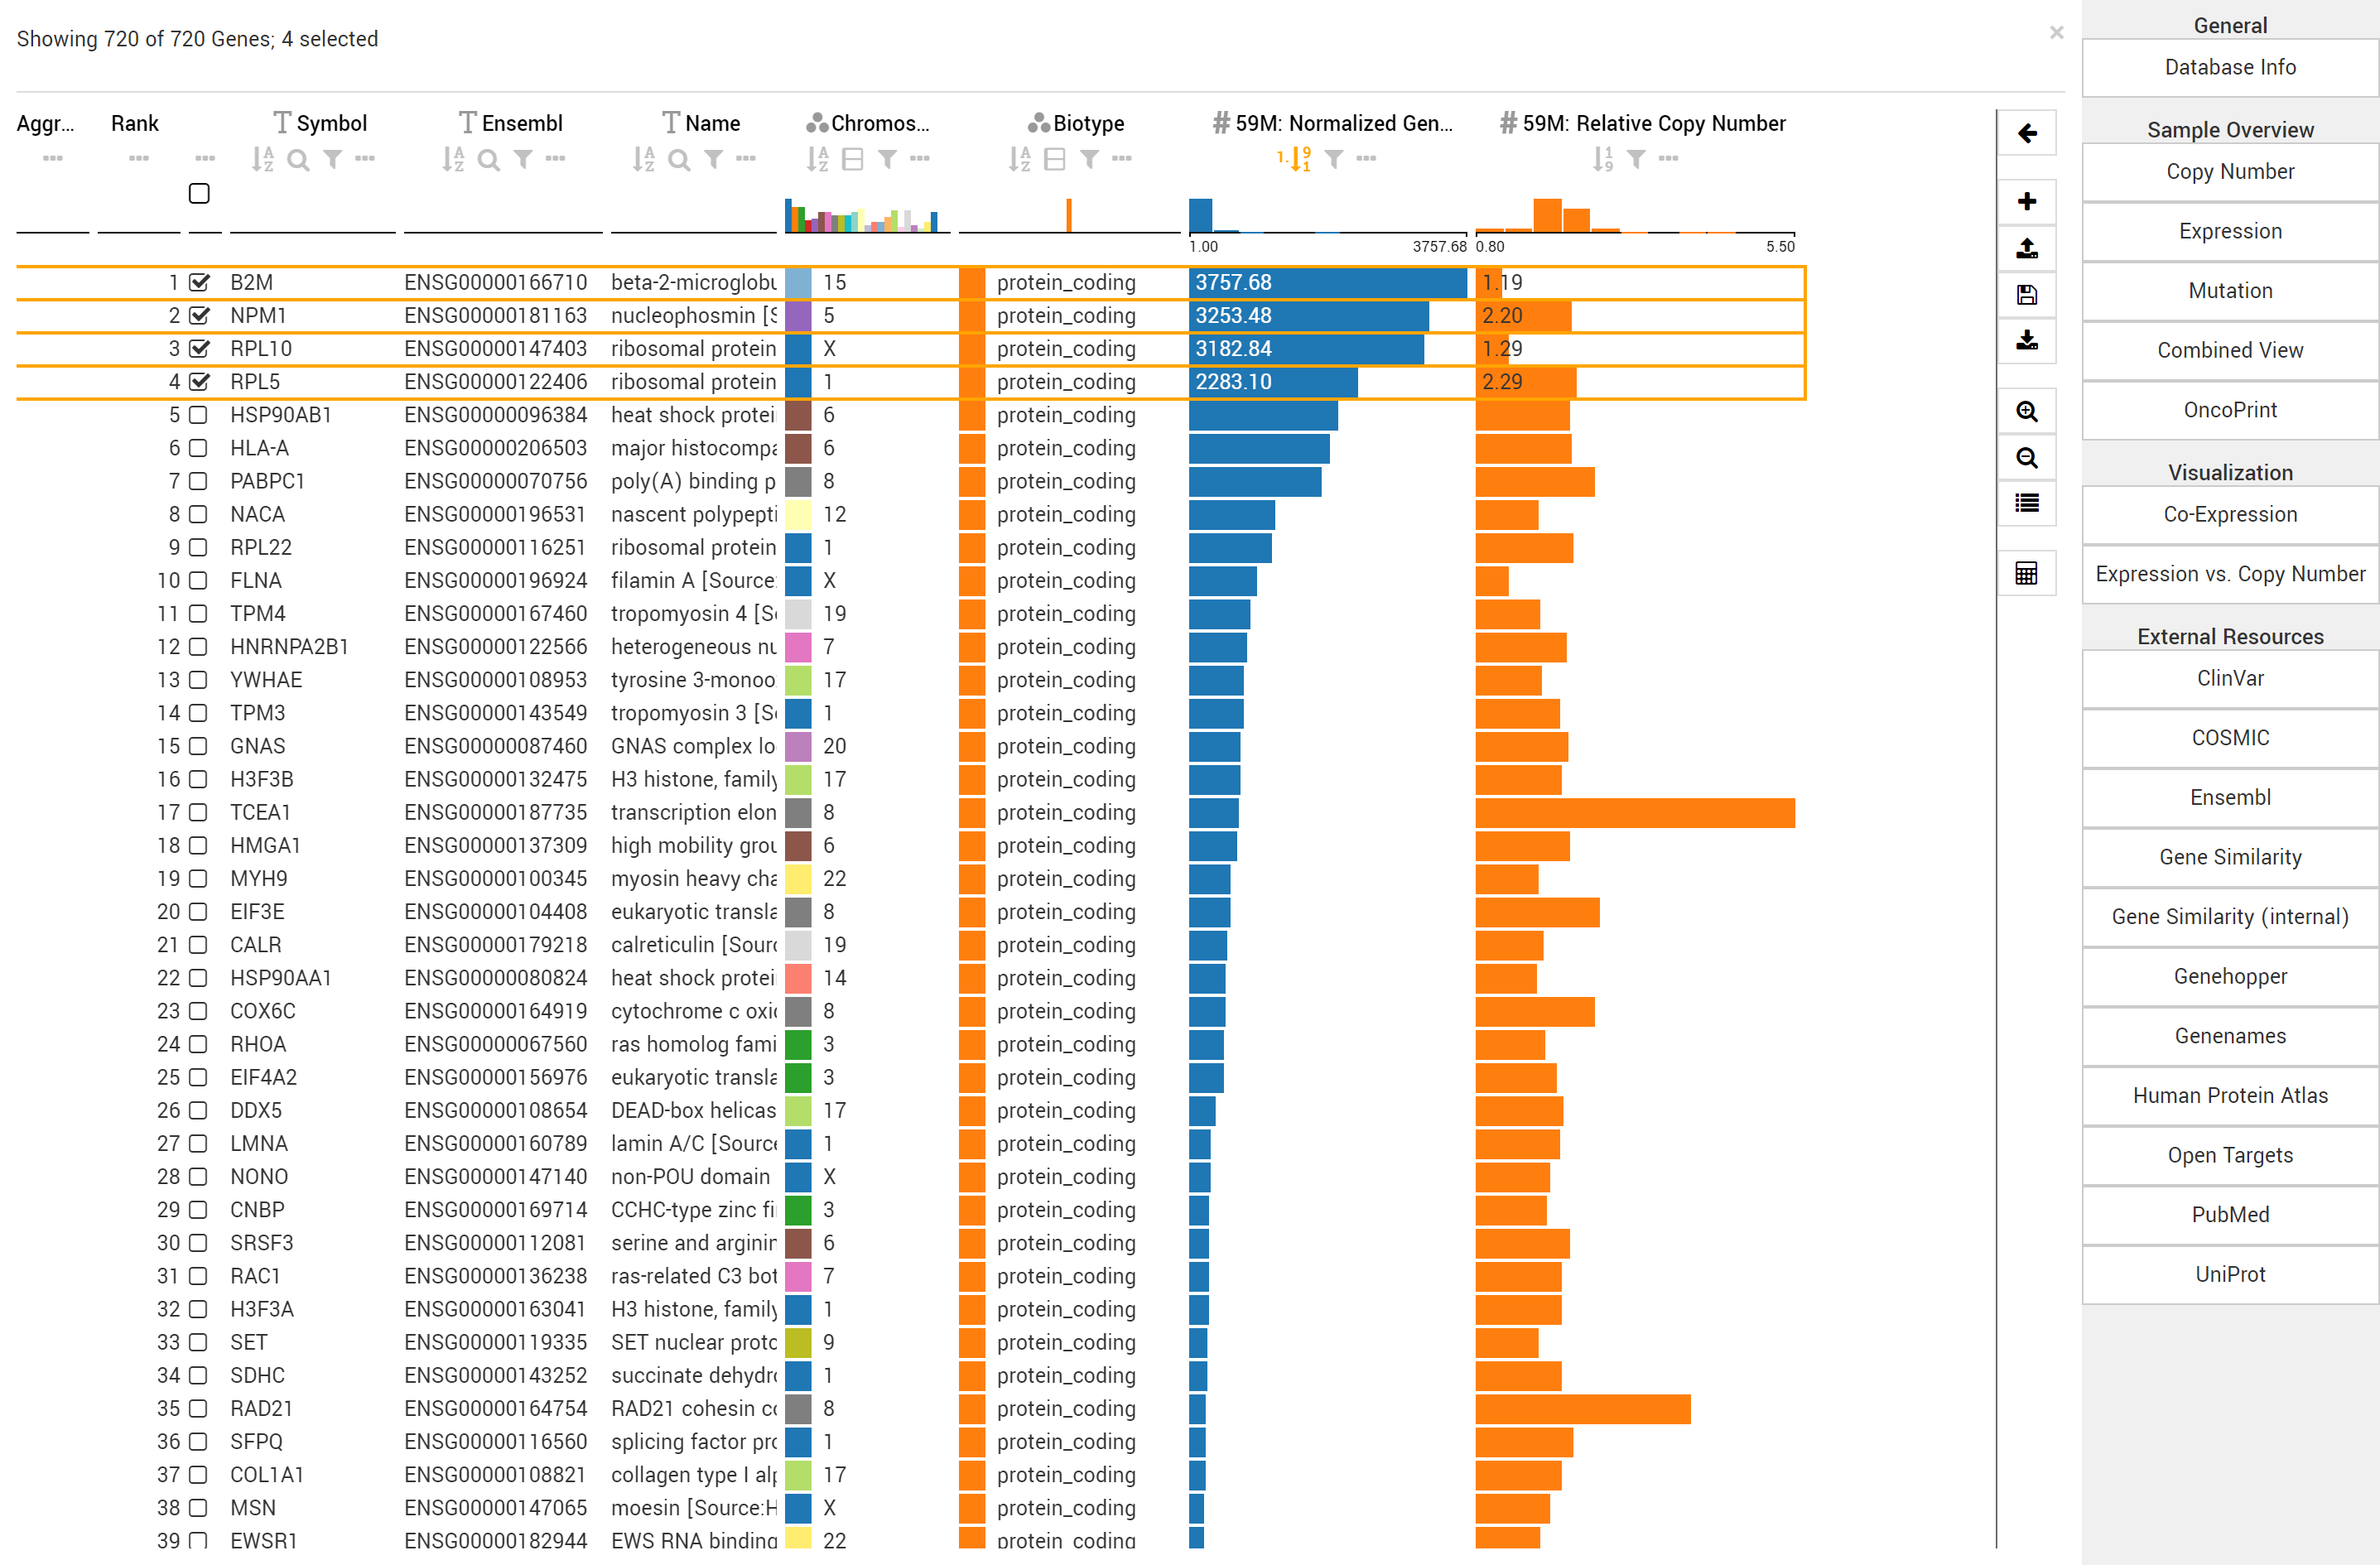 Showing 720 of 720 Genes; 4 selected
×
Aggr... Rank Symbol Ensembl Name Chromos... Biotype # 59M: Normalized Gen... # 59M: Relative Copy Number
1.00 3757.68 0.80 5.50
1 B2M ENSG00000166710 beta-2-microglobu 15 protein_coding 3757.68 1.19
2 NPM1 ENSG00000181163 nucleophosmin [S 5 protein_coding 3253.48 2.20
3 RPL10 ENSG00000147403 ribosomal protein X protein_coding 3182.84 1.29
4 RPL5 ENSG00000122406 ribosomal protein 1 protein_coding 2283.10 2.29
5 HSP90AB1 ENSG00000096384 heat shock protei 6 protein_coding
6 HLA-A ENSG00000206503 major histocompa 6 protein_coding
7 PABPC1 ENSG00000070756 poly(A) binding p 8 protein_coding
8 NACA ENSG00000196531 nascent polypepti 12 protein_coding
9 RPL22 ENSG00000116251 ribosomal protein 1 protein_coding
10 FLNA ENSG00000196924 filamin A [Source: X protein_coding
11 TPM4 ENSG00000167460 tropomyosin 4 [So 19 protein_coding
12 HNRNPA2B1 ENSG00000122566 heterogeneous nu 7 protein_coding
13 YWHAE ENSG00000108953 tyrosine 3-monoo 17 protein_coding
14 TPM3 ENSG00000143549 tropomyosin 3 [So 1 protein_coding
15 GNAS ENSG00000087460 GNAS complex lo 20 protein_coding
16 H3F3B ENSG00000132475 H3 histone, family 17 protein_coding
17 TCEA1 ENSG00000187735 transcription elon 8 protein_coding
18 HMGA1 ENSG00000137309 high mobility grou 6 protein_coding
19 MYH9 ENSG00000100345 myosin heavy cha 22 protein_coding
20 EIF3E ENSG00000104408 eukaryotic transla 8 protein_coding
21 CALR ENSG00000179218 calreticulin [Sourc 19 protein_coding
22 HSP90AA1 ENSG00000080824 heat shock protei 14 protein_coding
23 COX6C ENSG00000164919 cytochrome c oxid 8 protein_coding
24 RHOA ENSG00000067560 ras homolog fami 3 protein_coding
25 EIF4A2 ENSG00000156976 eukaryotic transla 3 protein_coding
26 DDX5 ENSG00000108654 DEAD-box helicas 17 protein_coding
27 LMNA ENSG00000160789 lamin A/C [Source 1 protein_coding
28 NONO ENSG00000147140 non-POU domain X protein_coding
29 CNBP ENSG00000169714 CCHC-type zinc fi 3 protein_coding
30 SRSF3 ENSG00000112081 serine and arginin 6 protein_coding
31 RAC1 ENSG00000136238 ras-related C3 bot 7 protein_coding
32 H3F3A ENSG00000163041 H3 histone, family 1 protein_coding
33 SET ENSG00000119335 SET nuclear proto 9 protein_coding
34 SDHC ENSG00000143252 succinate dehydro 1 protein_coding
35 RAD21 ENSG00000164754 RAD21 cohesin co 8 protein_coding
36 SFPQ ENSG00000116560 splicing factor pro 1 protein_coding
37 COL1A1 ENSG00000108821 collagen type I alp 17 protein_coding
38 MSN ENSG00000147065 moesin [Source:H X protein_coding
39 EWSR1 ENSG00000182944 EWS RNA binding 22 protein_coding
General
Database Info
Sample Overview
Copy Number
Expression
Mutation
Combined View
OncoPrint
Visualization
Co-Expression
Expression vs. Copy Number
External Resources
ClinVar
COSMIC
Ensembl
Gene Similarity
Gene Similarity (internal)
Genehopper
Genenames
Human Protein Atlas
Open Targets
PubMed
UniProt